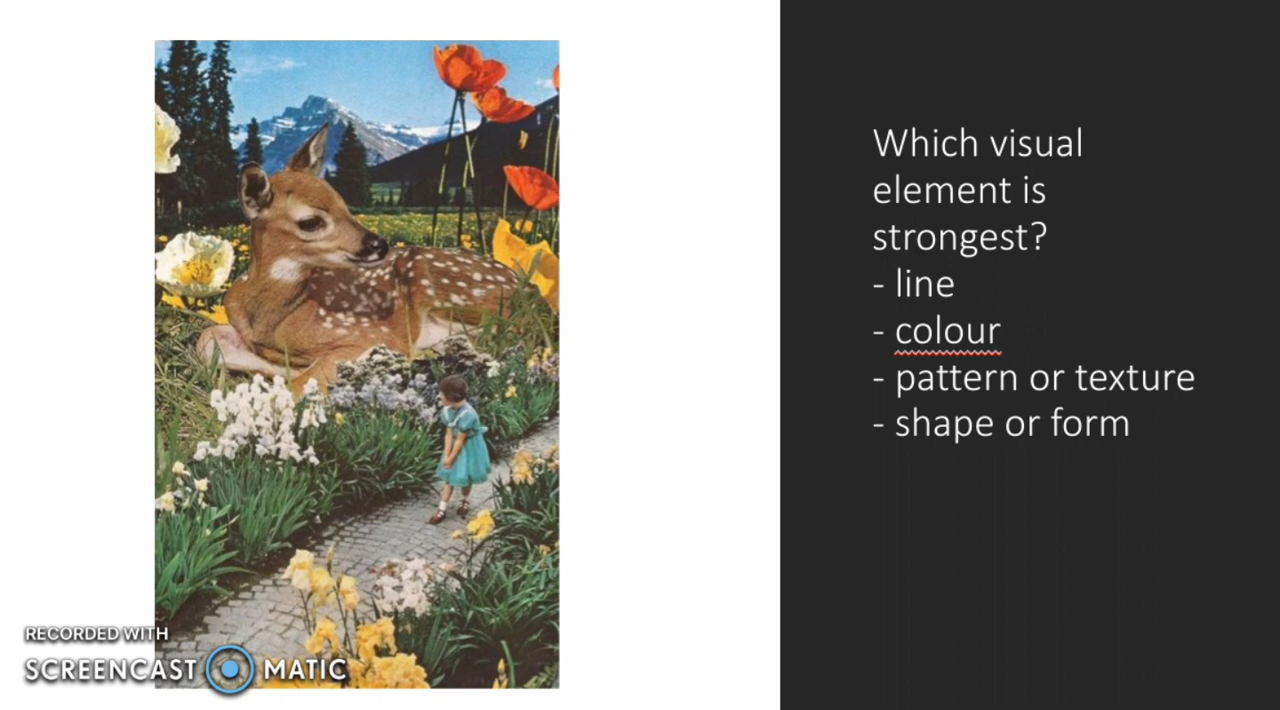 Which visual
element is
strongest?
- line
- colour
- pattern or texture
- shape or form
RECORDED WITH
SCREENCAST MATIC